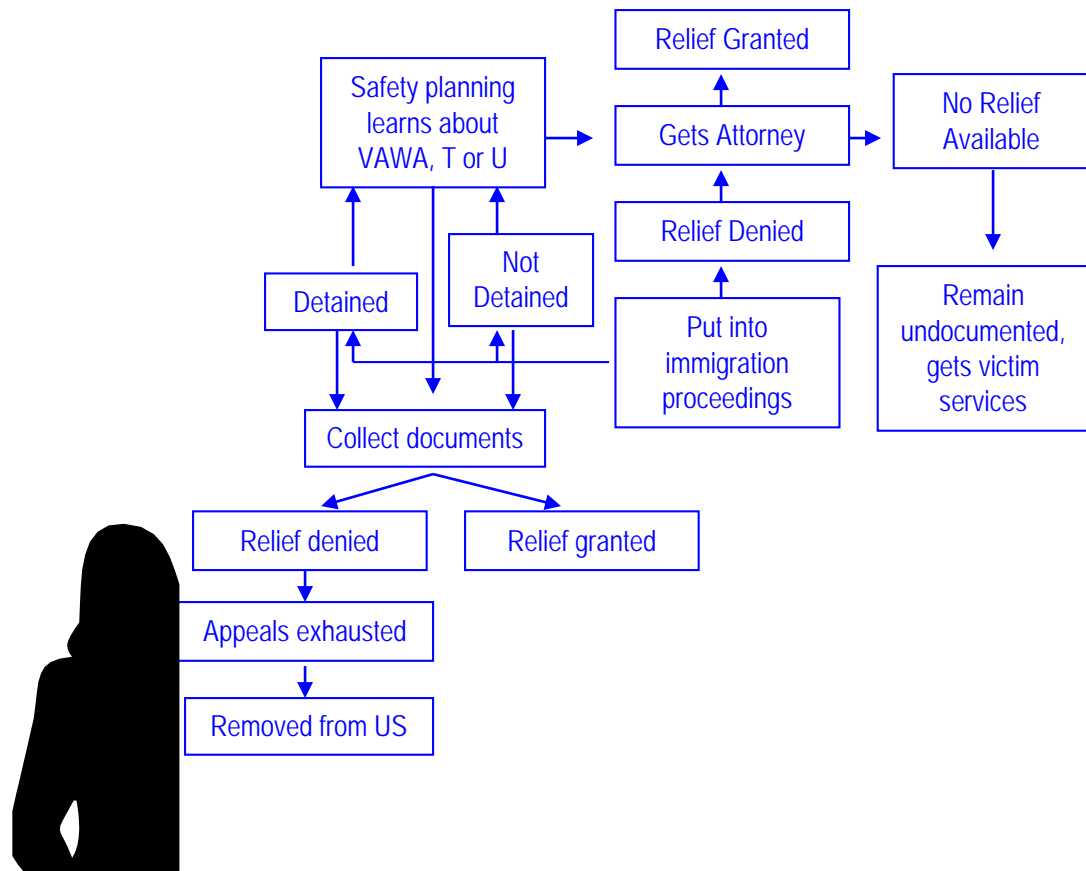 Relief Granted
Safety planning
learns about
VAWA, T or U
Gets Attorney
No Relief
Available
Relief Denied
Not
Detained
Detained
Put into
immigration
proceedings
Remain
undocumented,
gets victim
services
Collect documents
Relief denied
Relief granted
Appeals exhausted
Removed from US